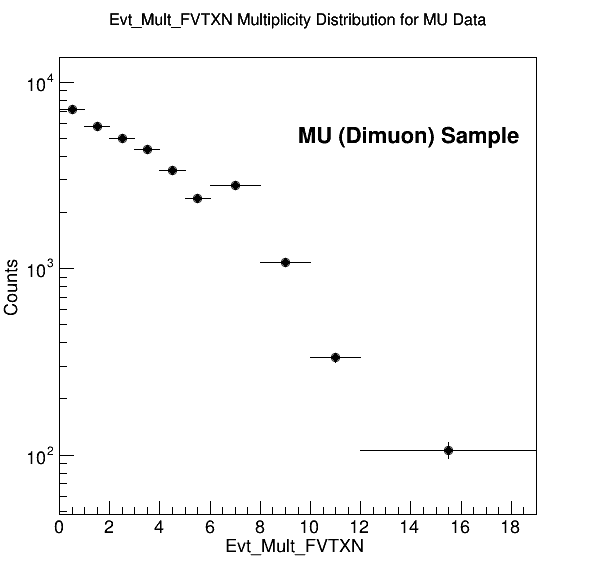 Evt_Mult_FVTXN Multiplicity Distribution for MU Data
10^4
MU (Dimuon) Sample
Counts
10^3
10^2
0 2 4 6 8 10 12 14 16 18
Evt_Mult_FVTXN